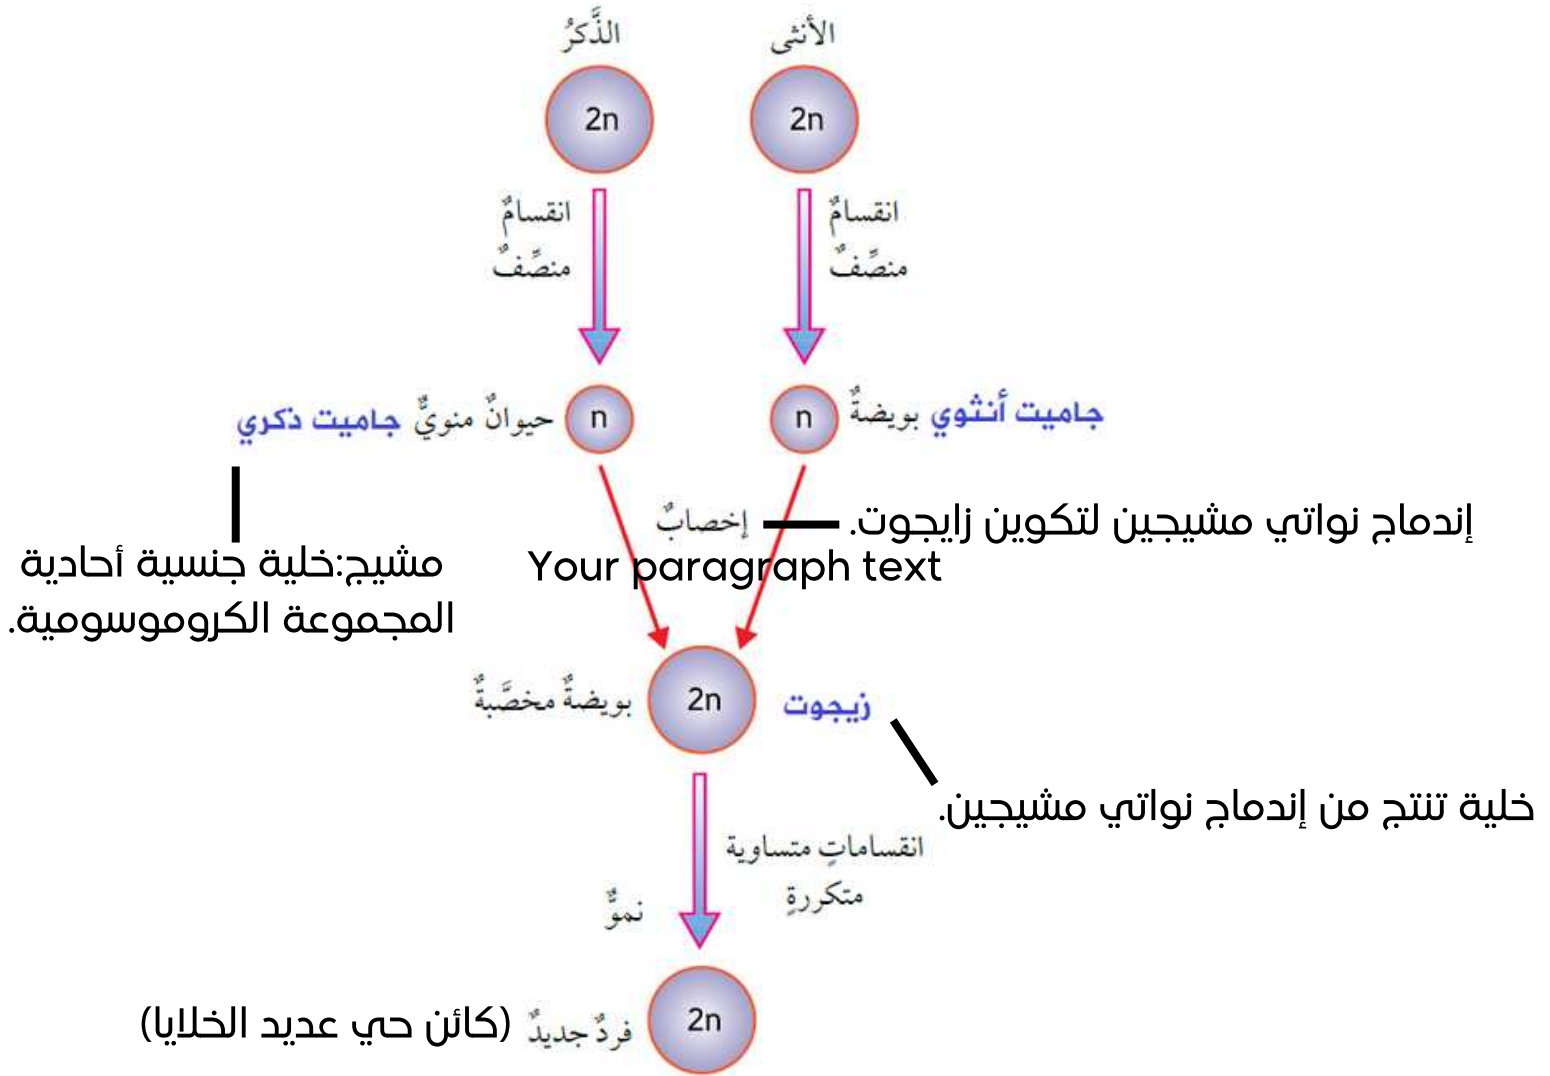 الأنثى
الذَّكرُ
2n
2n
انقسامٌ
منصِّفٌ
انقسامٌ
منصِّفٌ
جاميت أنثوي بويضةٌ
n
n
حيوانٌ منويٌّ جاميت ذكري
إخصابٌ
إندماج نواتي مشيجين لتكوين زايجوت.
Your paragraph text
مشيج:خلية جنسية أحادية
المجموعة الكروموسومية.
زيجوت
2n
بويضةٌ مخصَّبةٌ
خلية تنتج من إندماج نواتي مشيجين.
انقساماتٍ متساوية
متكررةٍ
نموٌّ
2n
فردٌ جديدٌ (كائن حي عديد الخلايا)